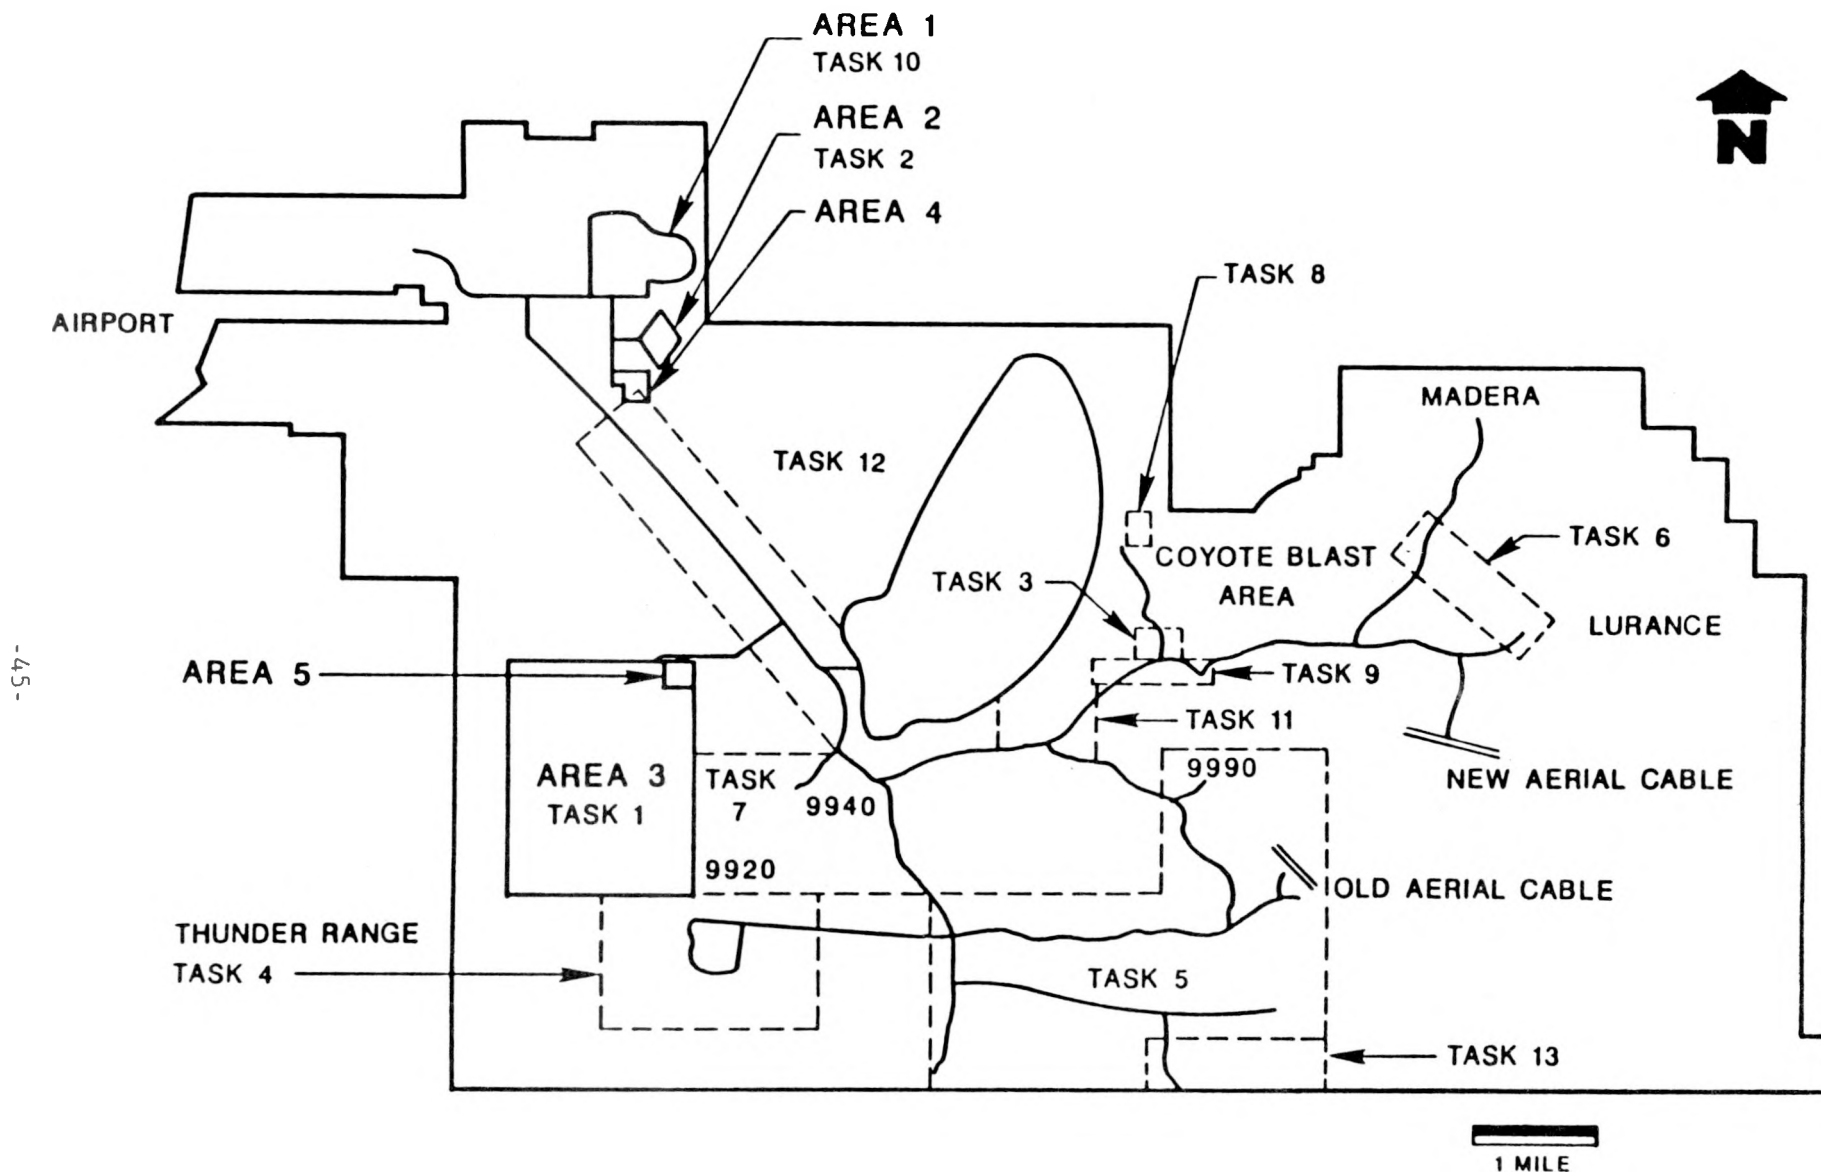 AREA 1
TASK 10
AREA 2
TASK 2
AREA 4
N
TASK 8
AIRPORT
MADERA
TASK 12
TASK 6
COYOTE BLAST
AREA
TASK 3
LURANCE
-45-
AREA 5
TASK 9
TASK 11
AREA 3
TASK 1
TASK
7
9940
9990
NEW AERIAL CABLE
9920
OLD AERIAL CABLE
THUNDER RANGE
TASK 4
TASK 5
TASK 13
1 MILE